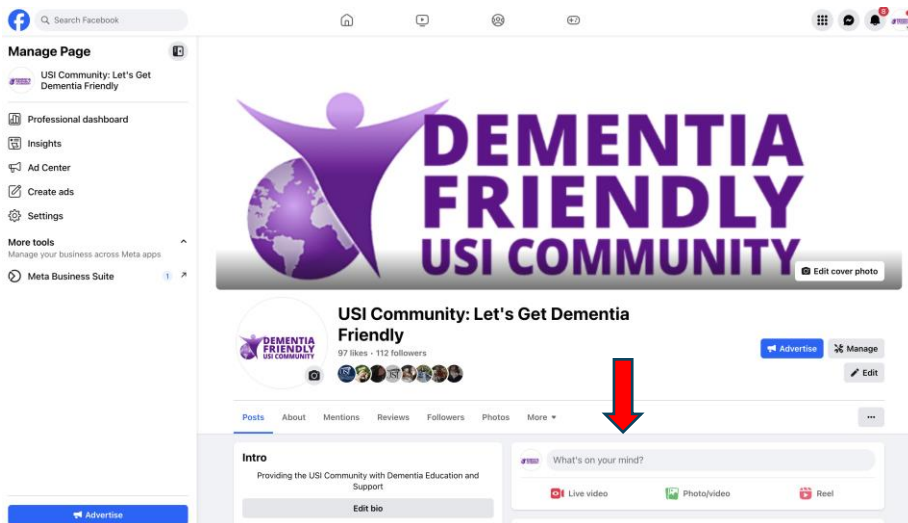 Search Facebook
8
Manage Page
USI Community: Let's Get
Dementia Friendly
Professional dashboard
Insights
Ad Center
Create ads
Settings
More tools
Manage your business across Meta apps
Meta Business Suite 1
Advertise
DEMENTIA
FRIENDLY
USI COMMUNITY
Edit cover photo
DEMENTIA
FRIENDLY
USI COMMUNITY
USI Community: Let's Get Dementia
Friendly
97 likes • 112 followers
Advertise
Manage
Edit
Posts About Mentions Reviews Followers Photos More
...
Intro
Providing the USI Community with Dementia Education and
Support
Edit bio
What's on your mind?
Live video Photo/video Reel